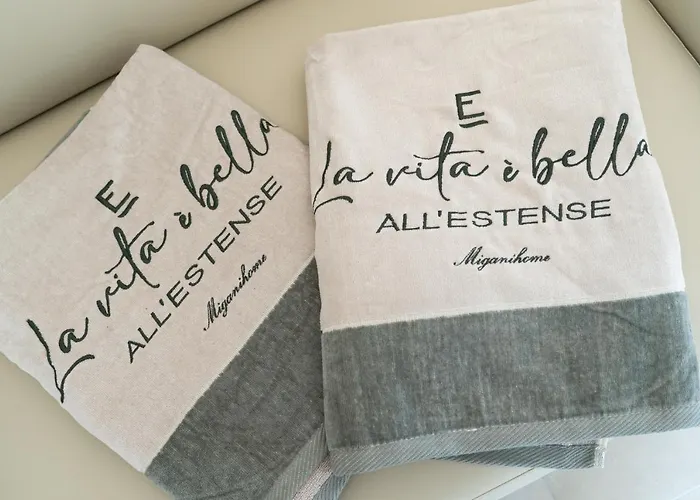 E
La vita è bella
ALL'ESTENSE
Miganihome
E
La vita è bella
ALL'ESTENSE
Miganihome